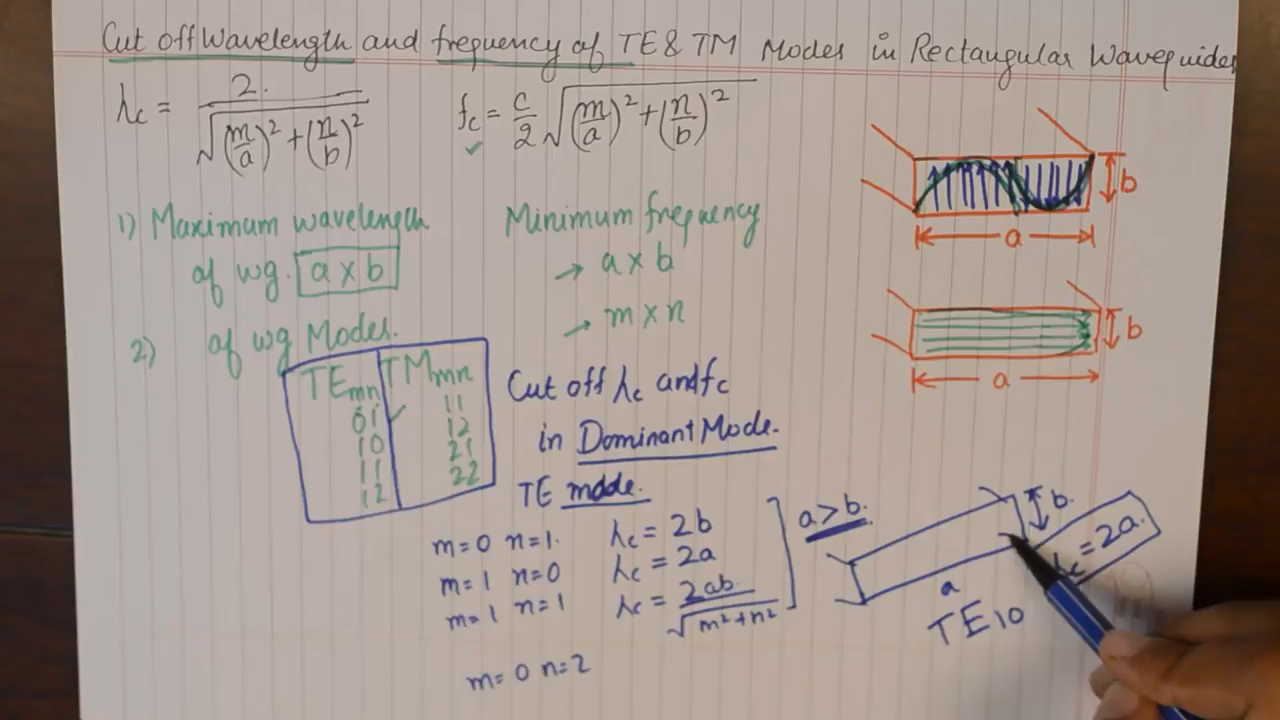 Cut off Wavelength and frequency of TE & TM Modes in Rectangular Waveguides
λc = 2 / √((m/a)² + (n/b)²)
fc = c/2 √((m/a)² + (n/b)²)
b
a
1) Maximum wavelength
of wg. a x b
Minimum frequency
→ a x b
→ m x n
2) of wg Modes.
b
a
TEmn TMmn
01 11
10 12
11 21
12 22
Cut off λc and fc
in Dominant Mode.
TE mode.
m=0 n=1. λc = 2b
m=1 n=0 λc = 2a
m=1 n=1 λc = 2ab / √(m²+n²)
a > b.
m=0 n=2
b.
a
λc = 2a.
TE10